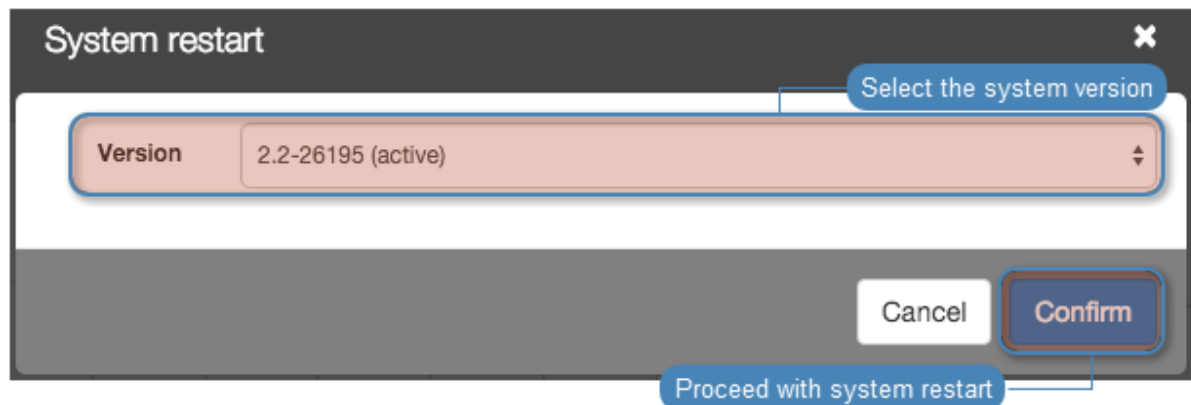 System restart
Select the system version
Version 2.2-26195 (active)
Cancel Confirm
Proceed with system restart